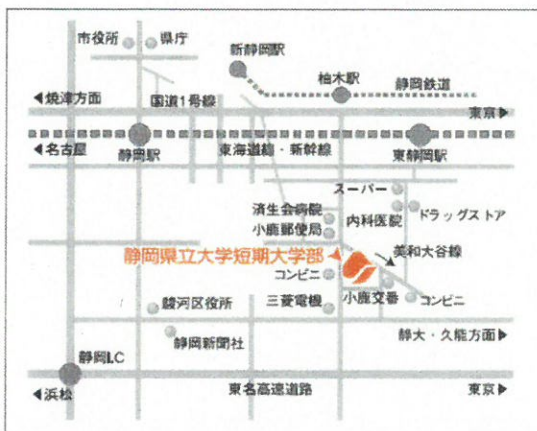 市役所
県庁
新静岡駅
柚木駅
静岡鉄道
◀焼津方面
国道1号線
東京▶
◀名古屋
静岡駅
東海道線・新幹線
東静岡駅
スーパー
済生会病院
内科医院
ドラッグストア
小鹿郵便局
静岡県立大学短期大学部
美和大谷線
コンビニ
小鹿交番
コンビニ
駿河区役所
三菱電機
静岡新聞社
静大・久能方面▶
静岡I.C
◀浜松
東名高速道路
東京▶